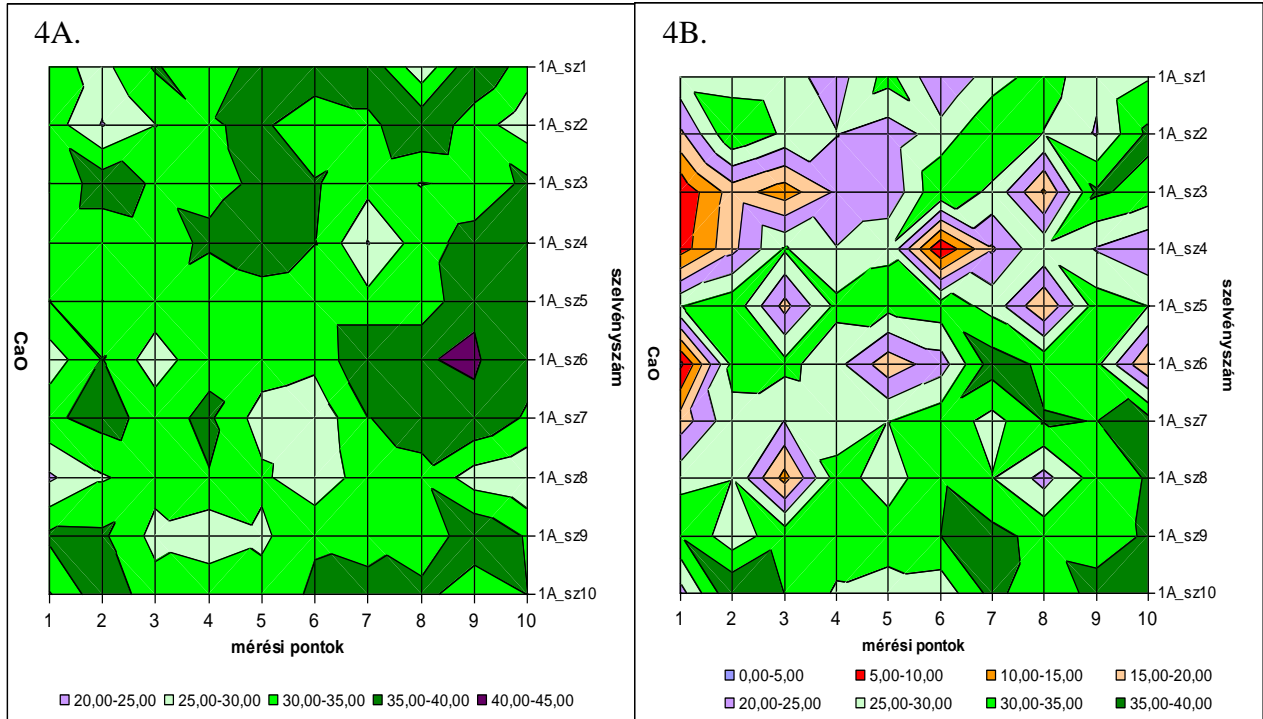 4A.
1A_sz1
1A_sz2
1A_sz3
1A_sz4
1A_sz5
1A_sz6
1A_sz7
1A_sz8
1A_sz9
1A_sz10
CaO
szelvényszám
1 2 3 4 5 6 7 8 9 10
mérési pontok
20,00-25,00 25,00-30,00 30,00-35,00 35,00-40,00 40,00-45,00
4B.
1A_sz1
1A_sz2
1A_sz3
1A_sz4
1A_sz5
1A_sz6
1A_sz7
1A_sz8
1A_sz9
1A_sz10
CaO
szelvényszám
1 2 3 4 5 6 7 8 9 10
mérési pontok
0,00-5,00 5,00-10,00 10,00-15,00 15,00-20,00
20,00-25,00 25,00-30,00 30,00-35,00 35,00-40,00